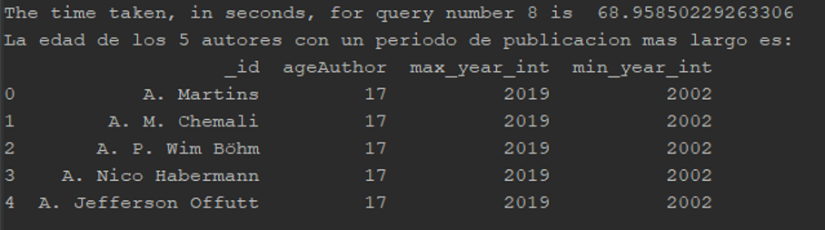 The time taken, in seconds, for query number 8 is  68.95850229263306
La edad de los 5 autores con un periodo de publicacion mas largo es:
                    _id  ageAuthor  max_year_int  min_year_int
0            A. Martins         17          2019          2002
1         A. M. Chemali         17          2019          2002
2        A. P. Wim Böhm         17          2019          2002
3     A. Nico Habermann         17          2019          2002
4  A. Jefferson Offutt         17          2019          2002